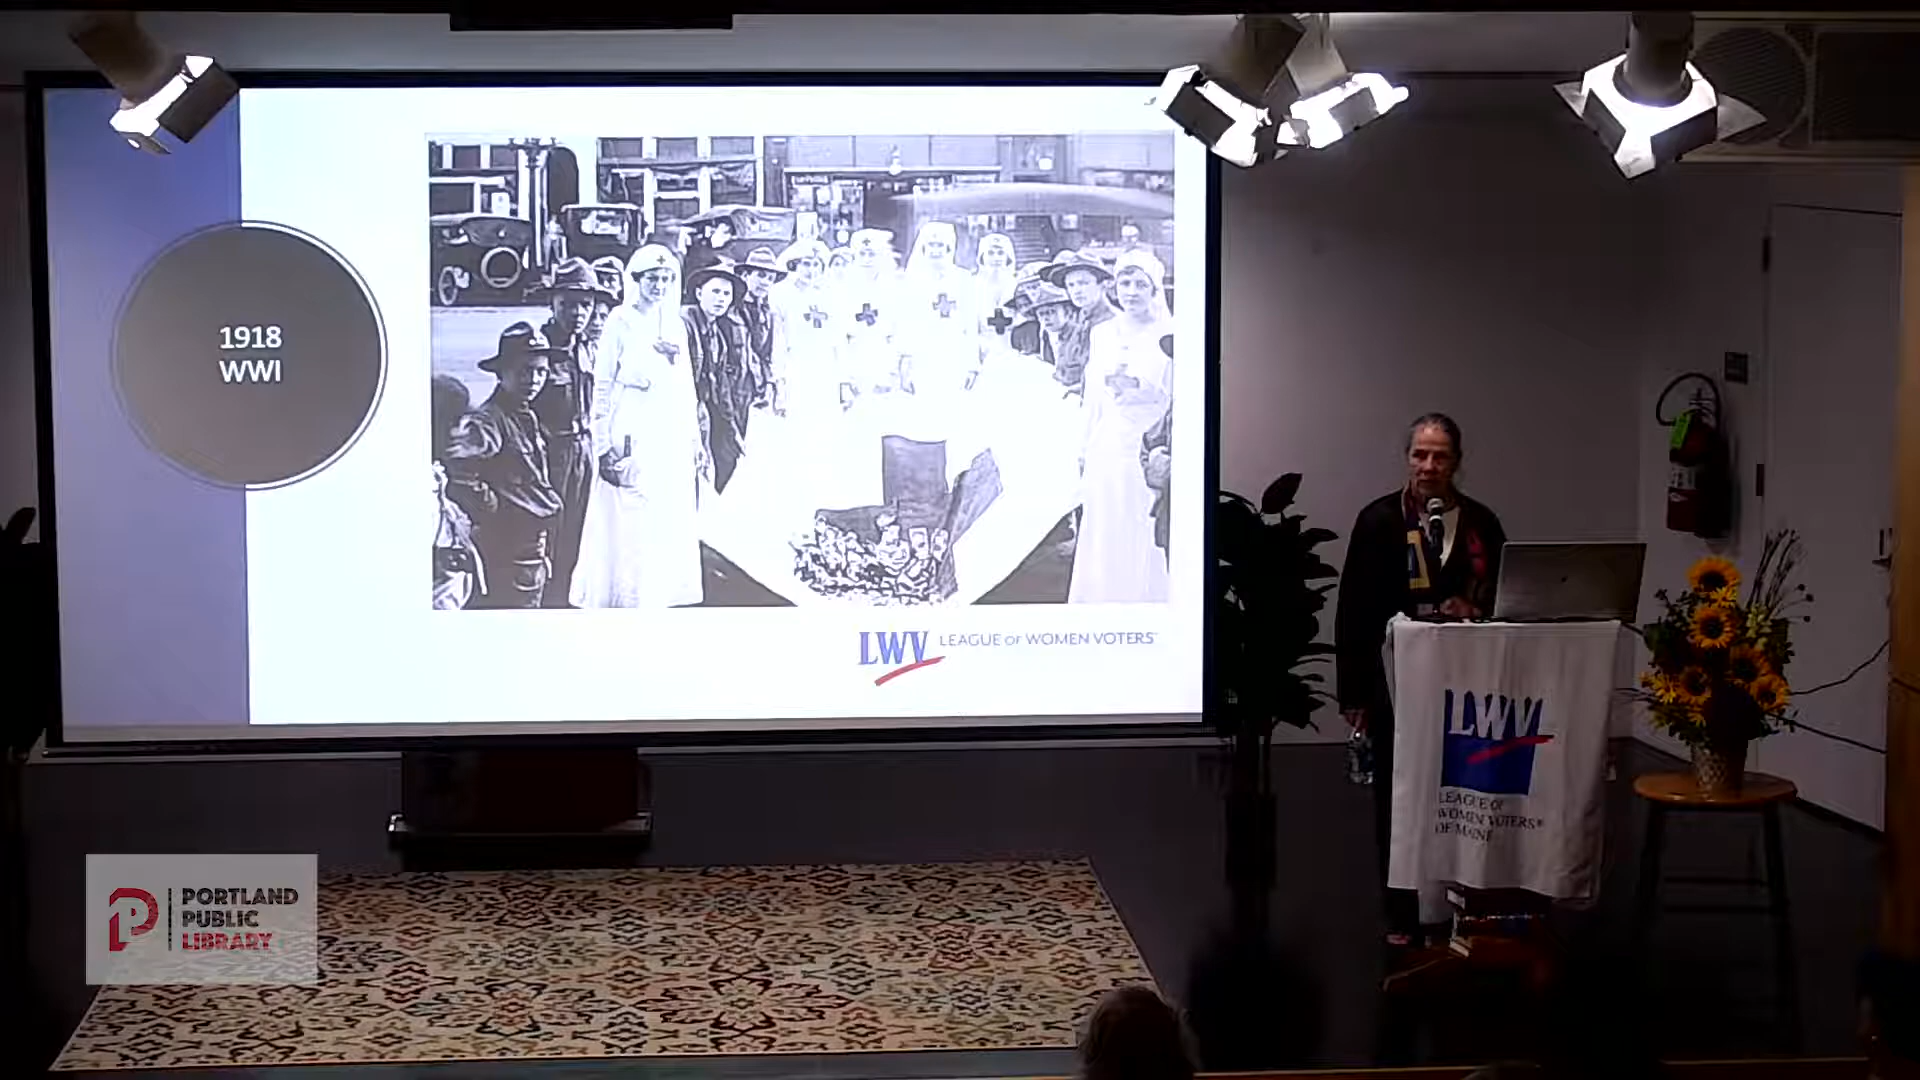 1918
WWI
LWV LEAGUE OF WOMEN VOTERS
LWV
LEAGUE OF
WOMEN VOTERS®
OF MAINE
PORTLAND
PUBLIC
LIBRARY